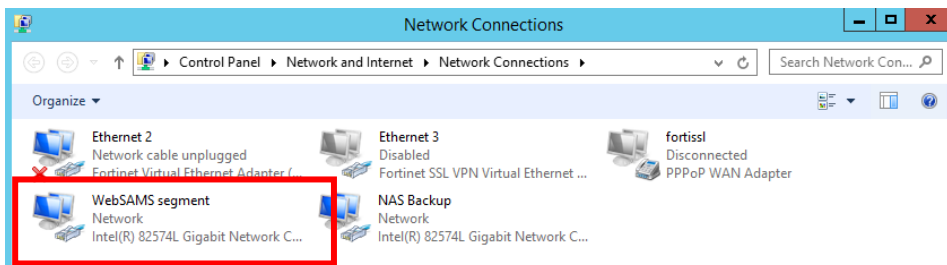 Network Connections
Control Panel Network and Internet Network Connections
Search Network Con...
Organize
Ethernet 2
Network cable unplugged
Fortinet Virtual Ethernet Adapter (...
Ethernet 3
Disabled
Fortinet SSL VPN Virtual Ethernet ...
fortissl
Disconnected
PPPoP WAN Adapter
WebSAMS segment
Network
Intel(R) 82574L Gigabit Network C...
NAS Backup
Network
Intel(R) 82574L Gigabit Network C...